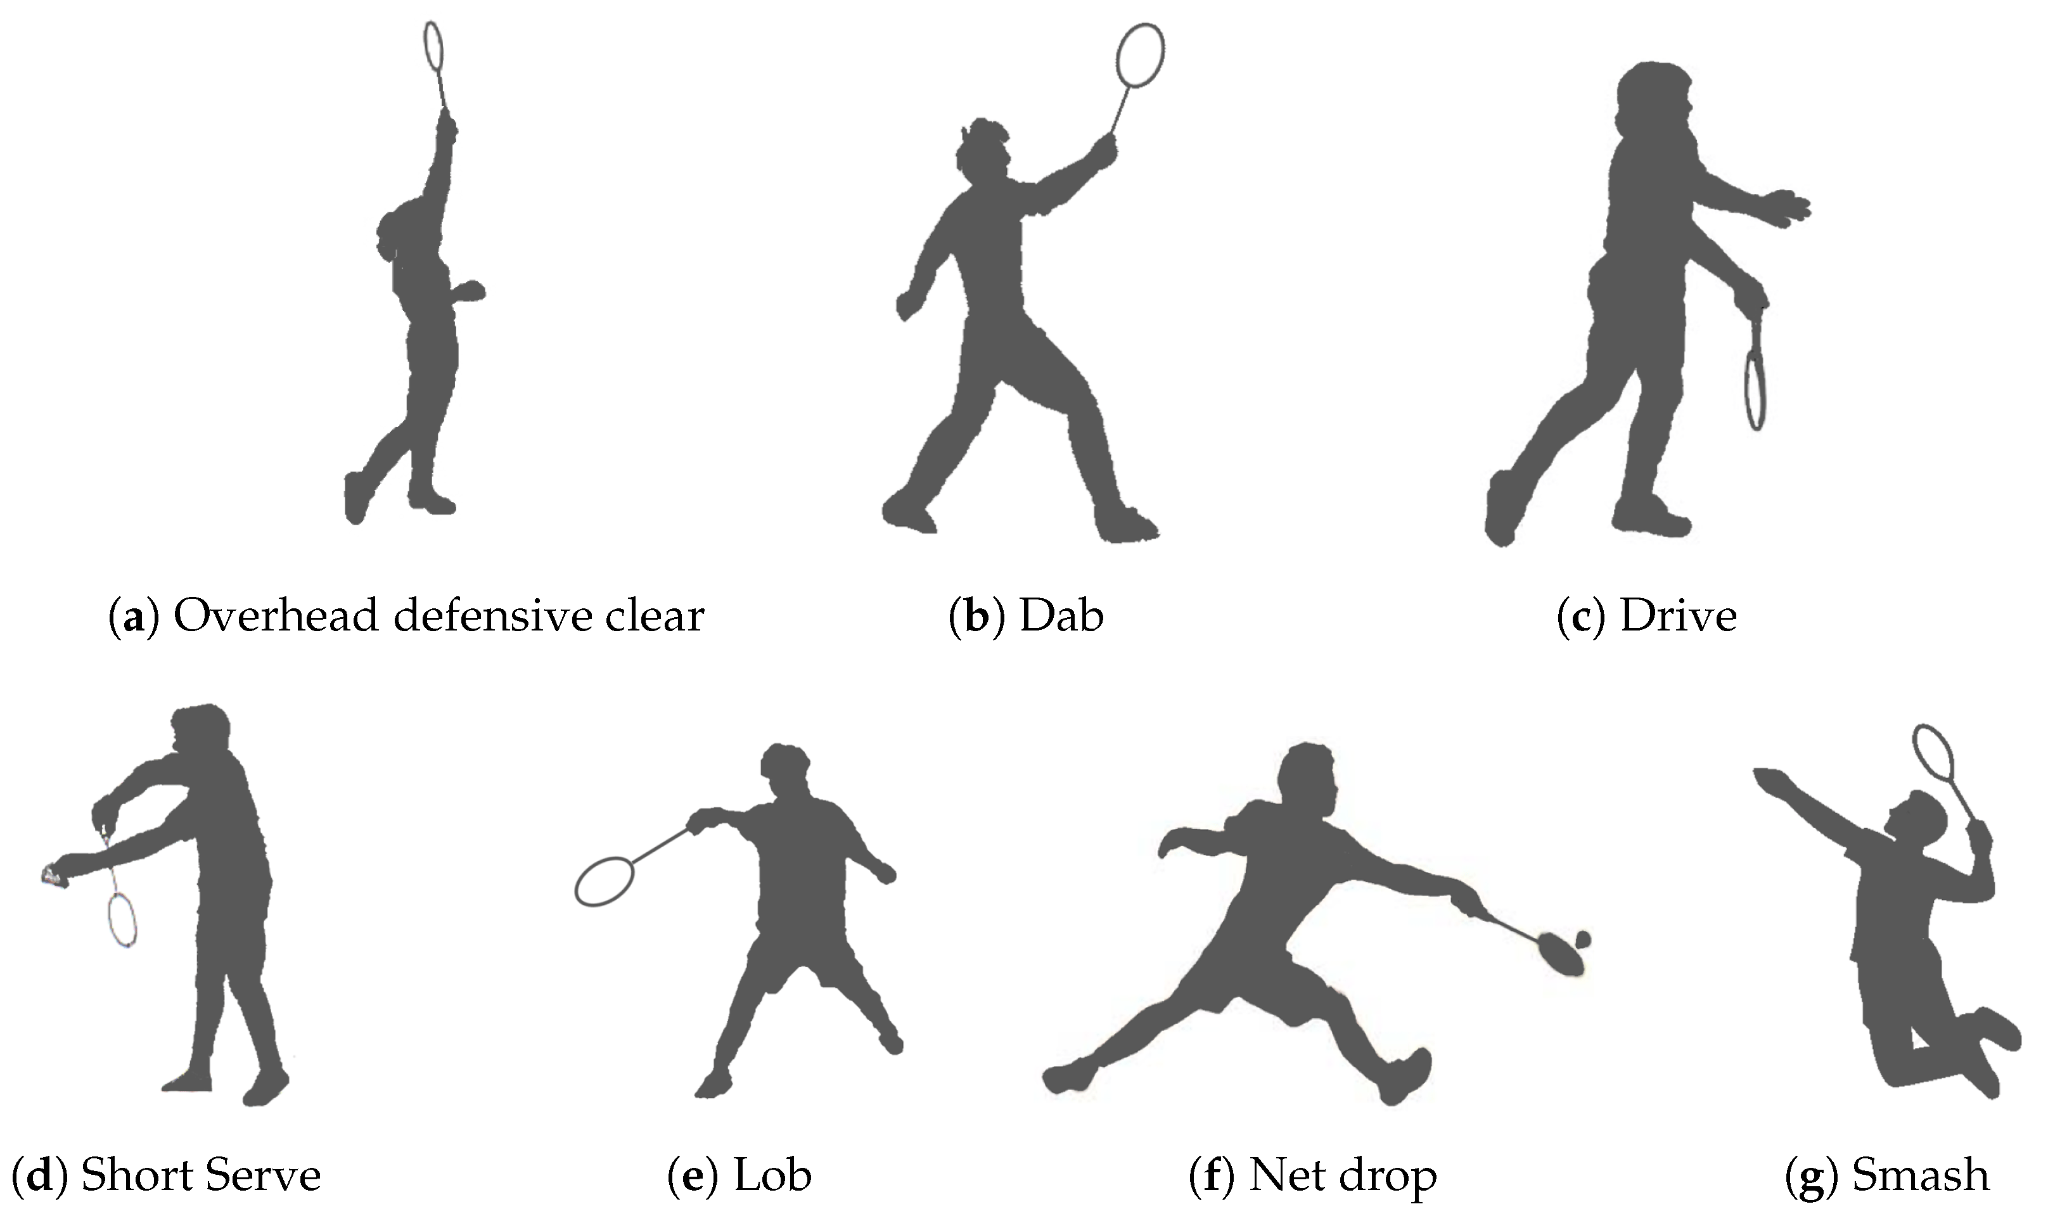 (a) Overhead defensive clear
(b) Dab
(c) Drive
(d) Short Serve
(e) Lob
(f) Net drop
(g) Smash